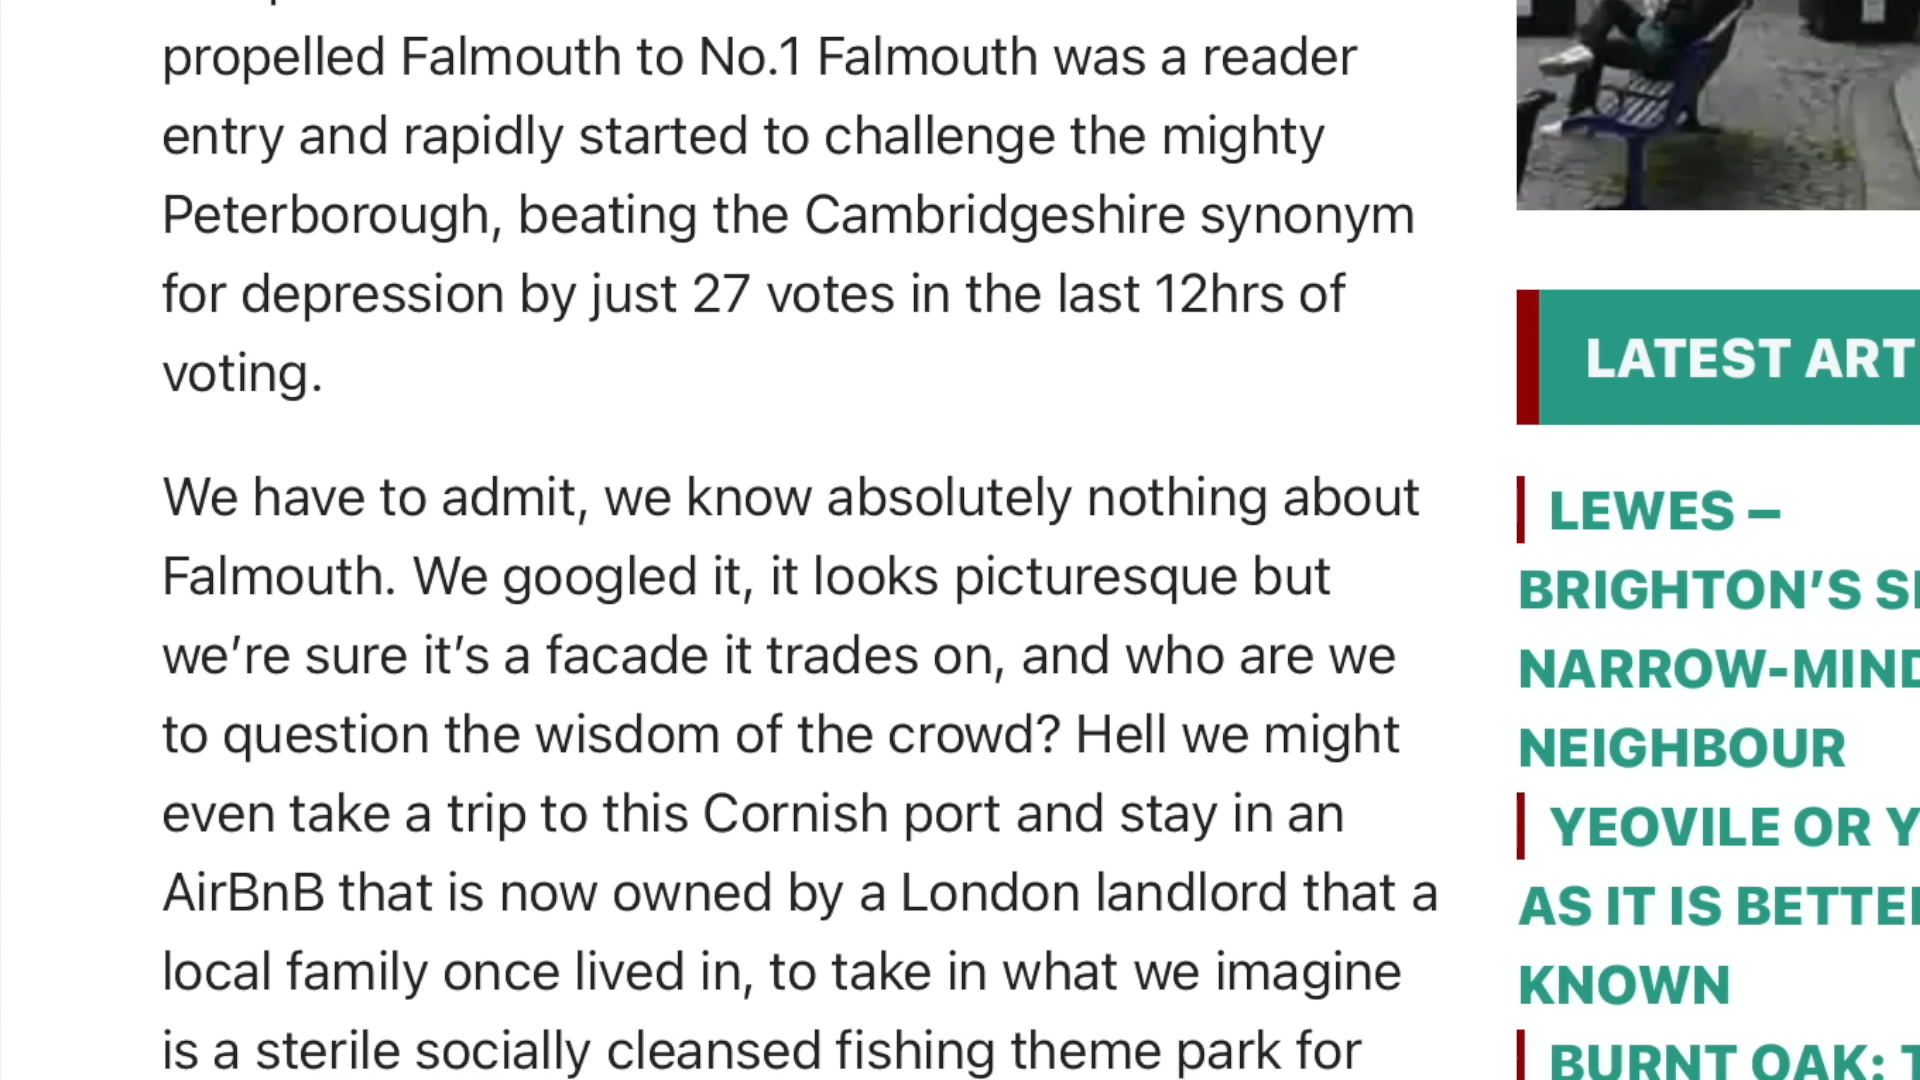 propelled Falmouth to No.1 Falmouth was a reader
entry and rapidly started to challenge the mighty
Peterborough, beating the Cambridgeshire synonym
for depression by just 27 votes in the last 12hrs of
voting.
We have to admit, we know absolutely nothing about
Falmouth. We googled it, it looks picturesque but
we’re sure it’s a facade it trades on, and who are we
to question the wisdom of the crowd? Hell we might
even take a trip to this Cornish port and stay in an
AirBnB that is now owned by a London landlord that a
local family once lived in, to take in what we imagine
is a sterile socially cleansed fishing theme park for
LATEST ART
LEWES –
BRIGHTON’S
NARROW-MIND
NEIGHBOUR
YEOVILE OR Y
AS IT IS BETTE
KNOWN
BURNT OAK: